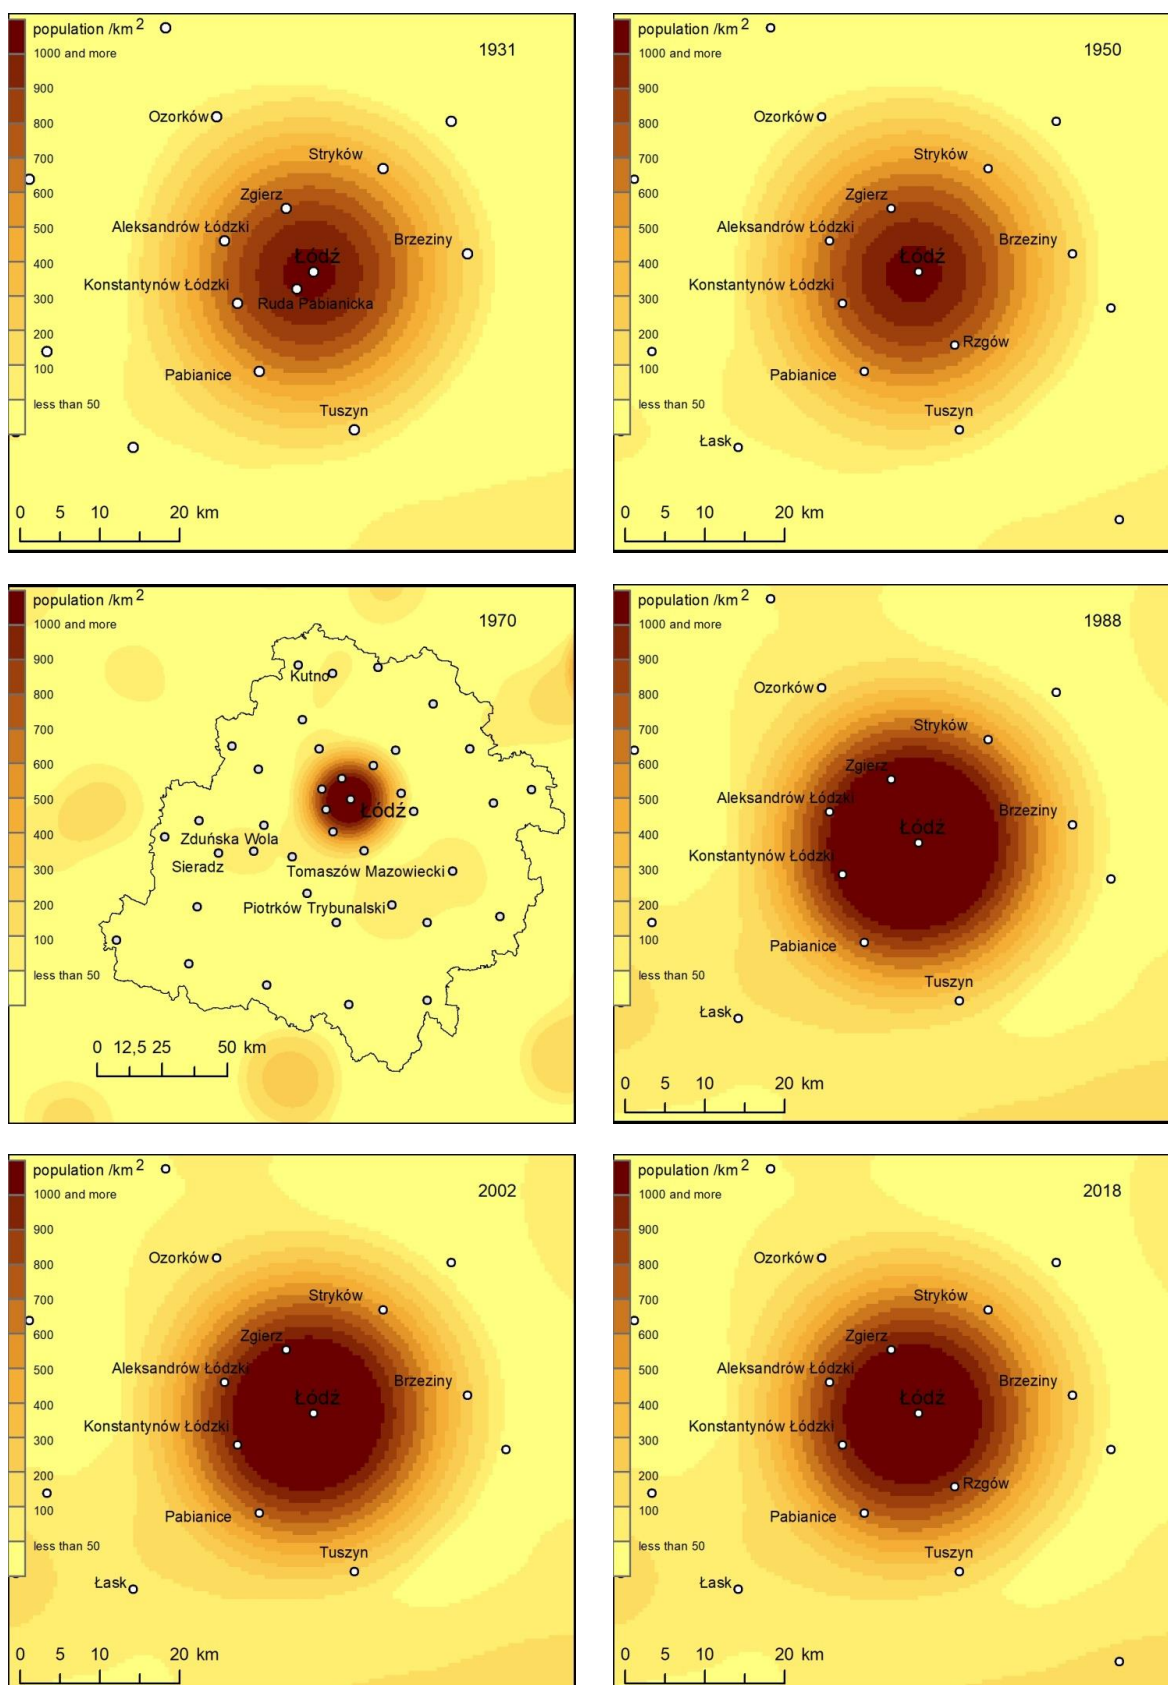 population /km 2
1931
1000 and more
900
800
700
600
500
400
300
200
100
less than 50
Ozorków
Stryków
Zgierz
Aleksandrów Łódzki
Brzeziny
Łódź
Konstantynów Łódzki
Ruda Pabianicka
Pabianice
Tuszyn
0 5 10 20 km
population /km 2
1950
1000 and more
900
800
700
600
500
400
300
200
100
less than 50
Ozorków
Stryków
Zgierz
Aleksandrów Łódzki
Brzeziny
Łódź
Konstantynów Łódzki
Rzgów
Pabianice
Tuszyn
Łask
0 5 10 20 km
population /km2
1970
1000 and more
900
800
700
600
500
400
300
200
100
less than 50
Kutno
Łódź
Zduńska Wola
Sieradz
Tomaszów Mazowiecki
Piotrków Trybunalski
0 12,5 25 50 km
population /km2
1988
1000 and more
900
800
700
600
500
400
300
200
100
less than 50
Ozorków
Stryków
Zgierz
Aleksandrów Łódzki
Brzeziny
Łódź
Konstantynów Łódzki
Pabianice
Tuszyn
Łask
0 5 10 20 km
population /km 2
2002
1000 and more
900
800
700
600
500
400
300
200
100
less than 50
Ozorków
Stryków
Zgierz
Aleksandrów Łódzki
Brzeziny
Łódź
Konstantynów Łódzki
Pabianice
Tuszyn
Łask
0 5 10 20 km
population /km 2
2018
1000 and more
900
800
700
600
500
400
300
200
100
less than 50
Ozorków
Stryków
Zgierz
Aleksandrów Łódzki
Brzeziny
Łódź
Konstantynów Łódzki
Rzgów
Pabianice
Tuszyn
Łask
0 5 10 20 km